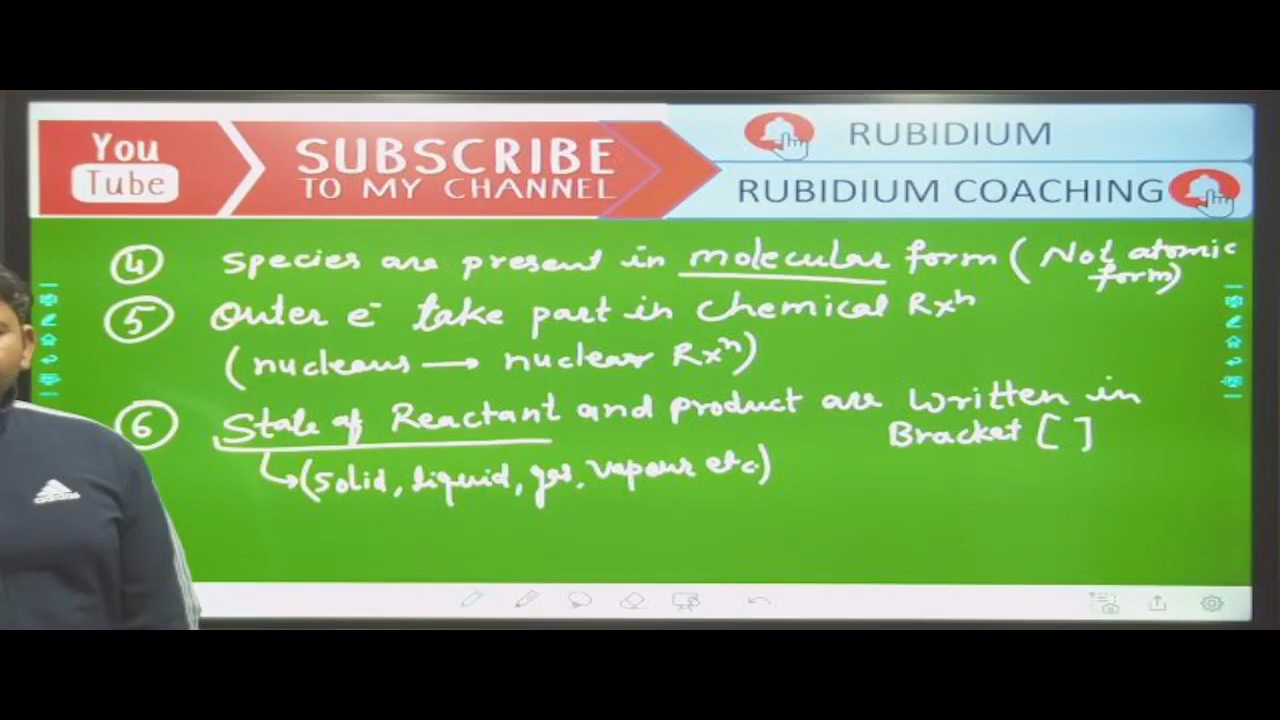 You
Tube
SUBSCRIBE
TO MY CHANNEL
RUBIDIUM
RUBIDIUM COACHING
4 Species are present in molecular form (Not atomic
form)
5 Outer e⁻ take part in chemical Rxⁿ
(nucleous → nuclear Rxⁿ)
6 State of Reactant and product are written in
Bracket [ ]
↳ (solid, liquid, gas, vapour etc.)
adidas